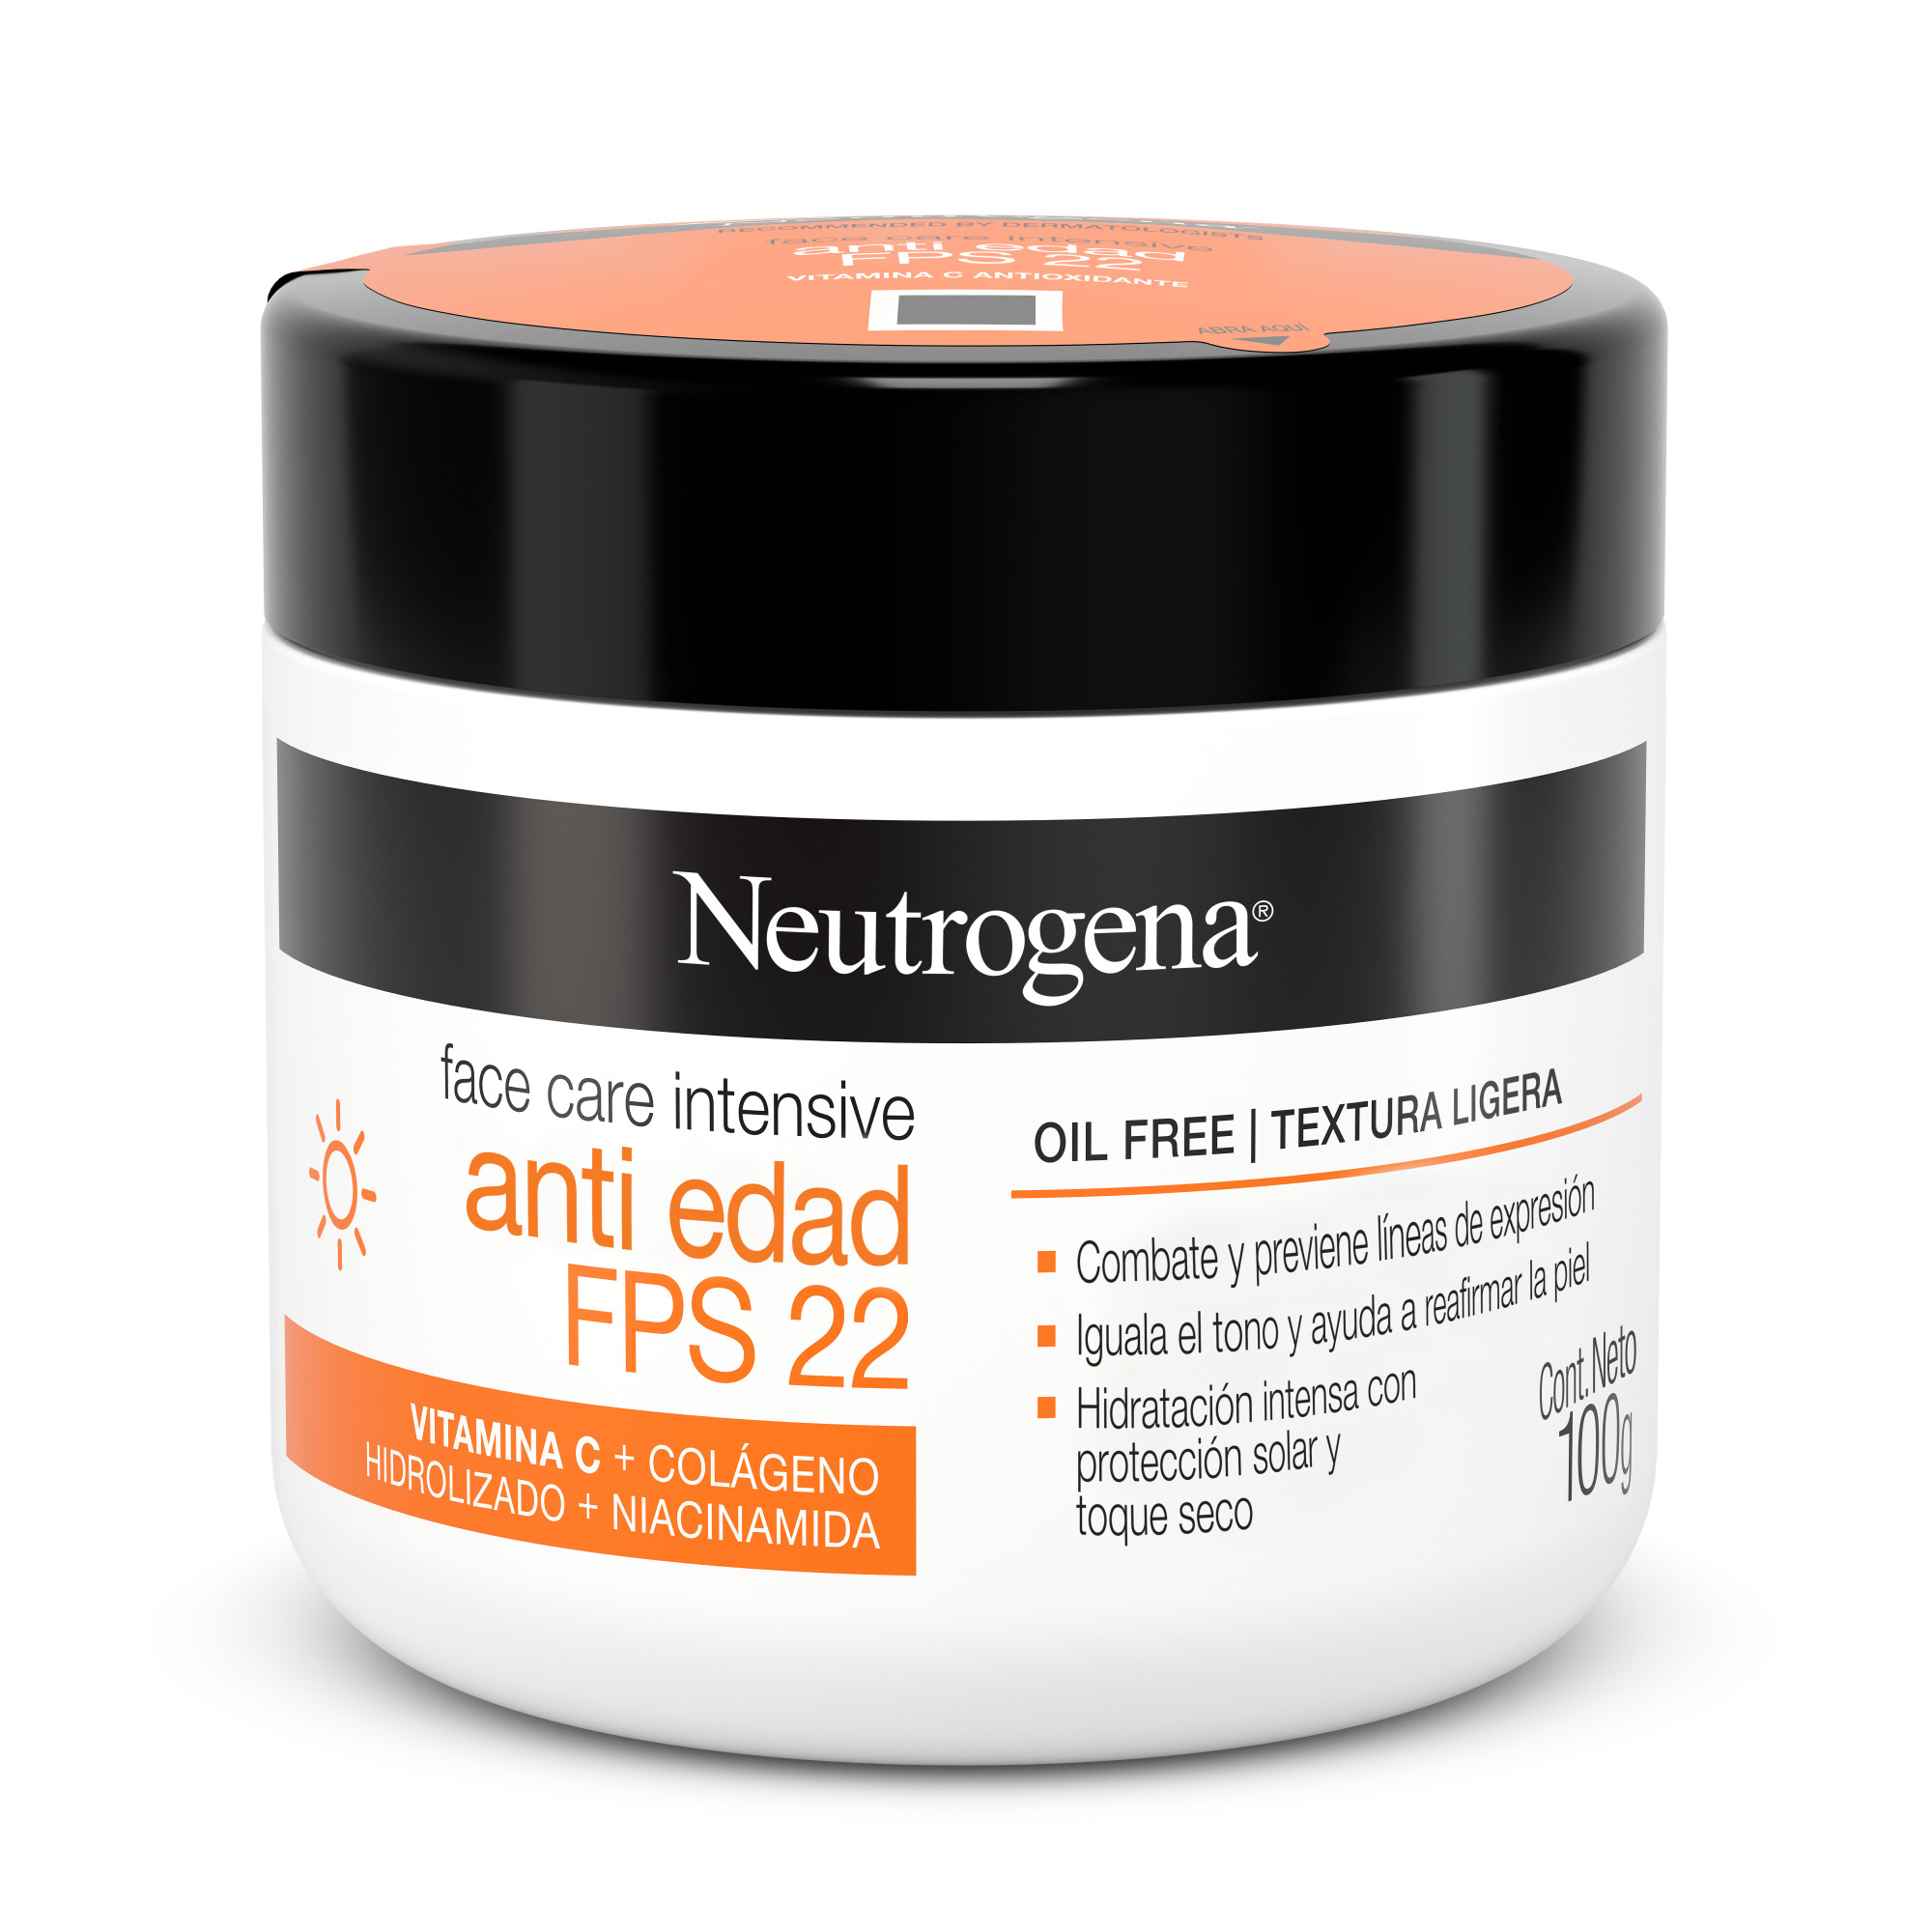 RECOMMENDED BY DERMATOLOGISTS
face care intensive
anti edad
FPS 22
VITAMINA C ANTIOXIDANTE
ABRA AQUÍ
Neutrogena®
face care intensive
anti edad
FPS 22
VITAMINA C + COLÁGENO
HIDROLIZADO + NIACINAMIDA
OIL FREE | TEXTURA LIGERA
Combate y previene líneas de expresión
Iguala el tono y ayuda a reafirmar la piel
Hidratación intensa con
protección solar y
toque seco
Cont. Neto
100g